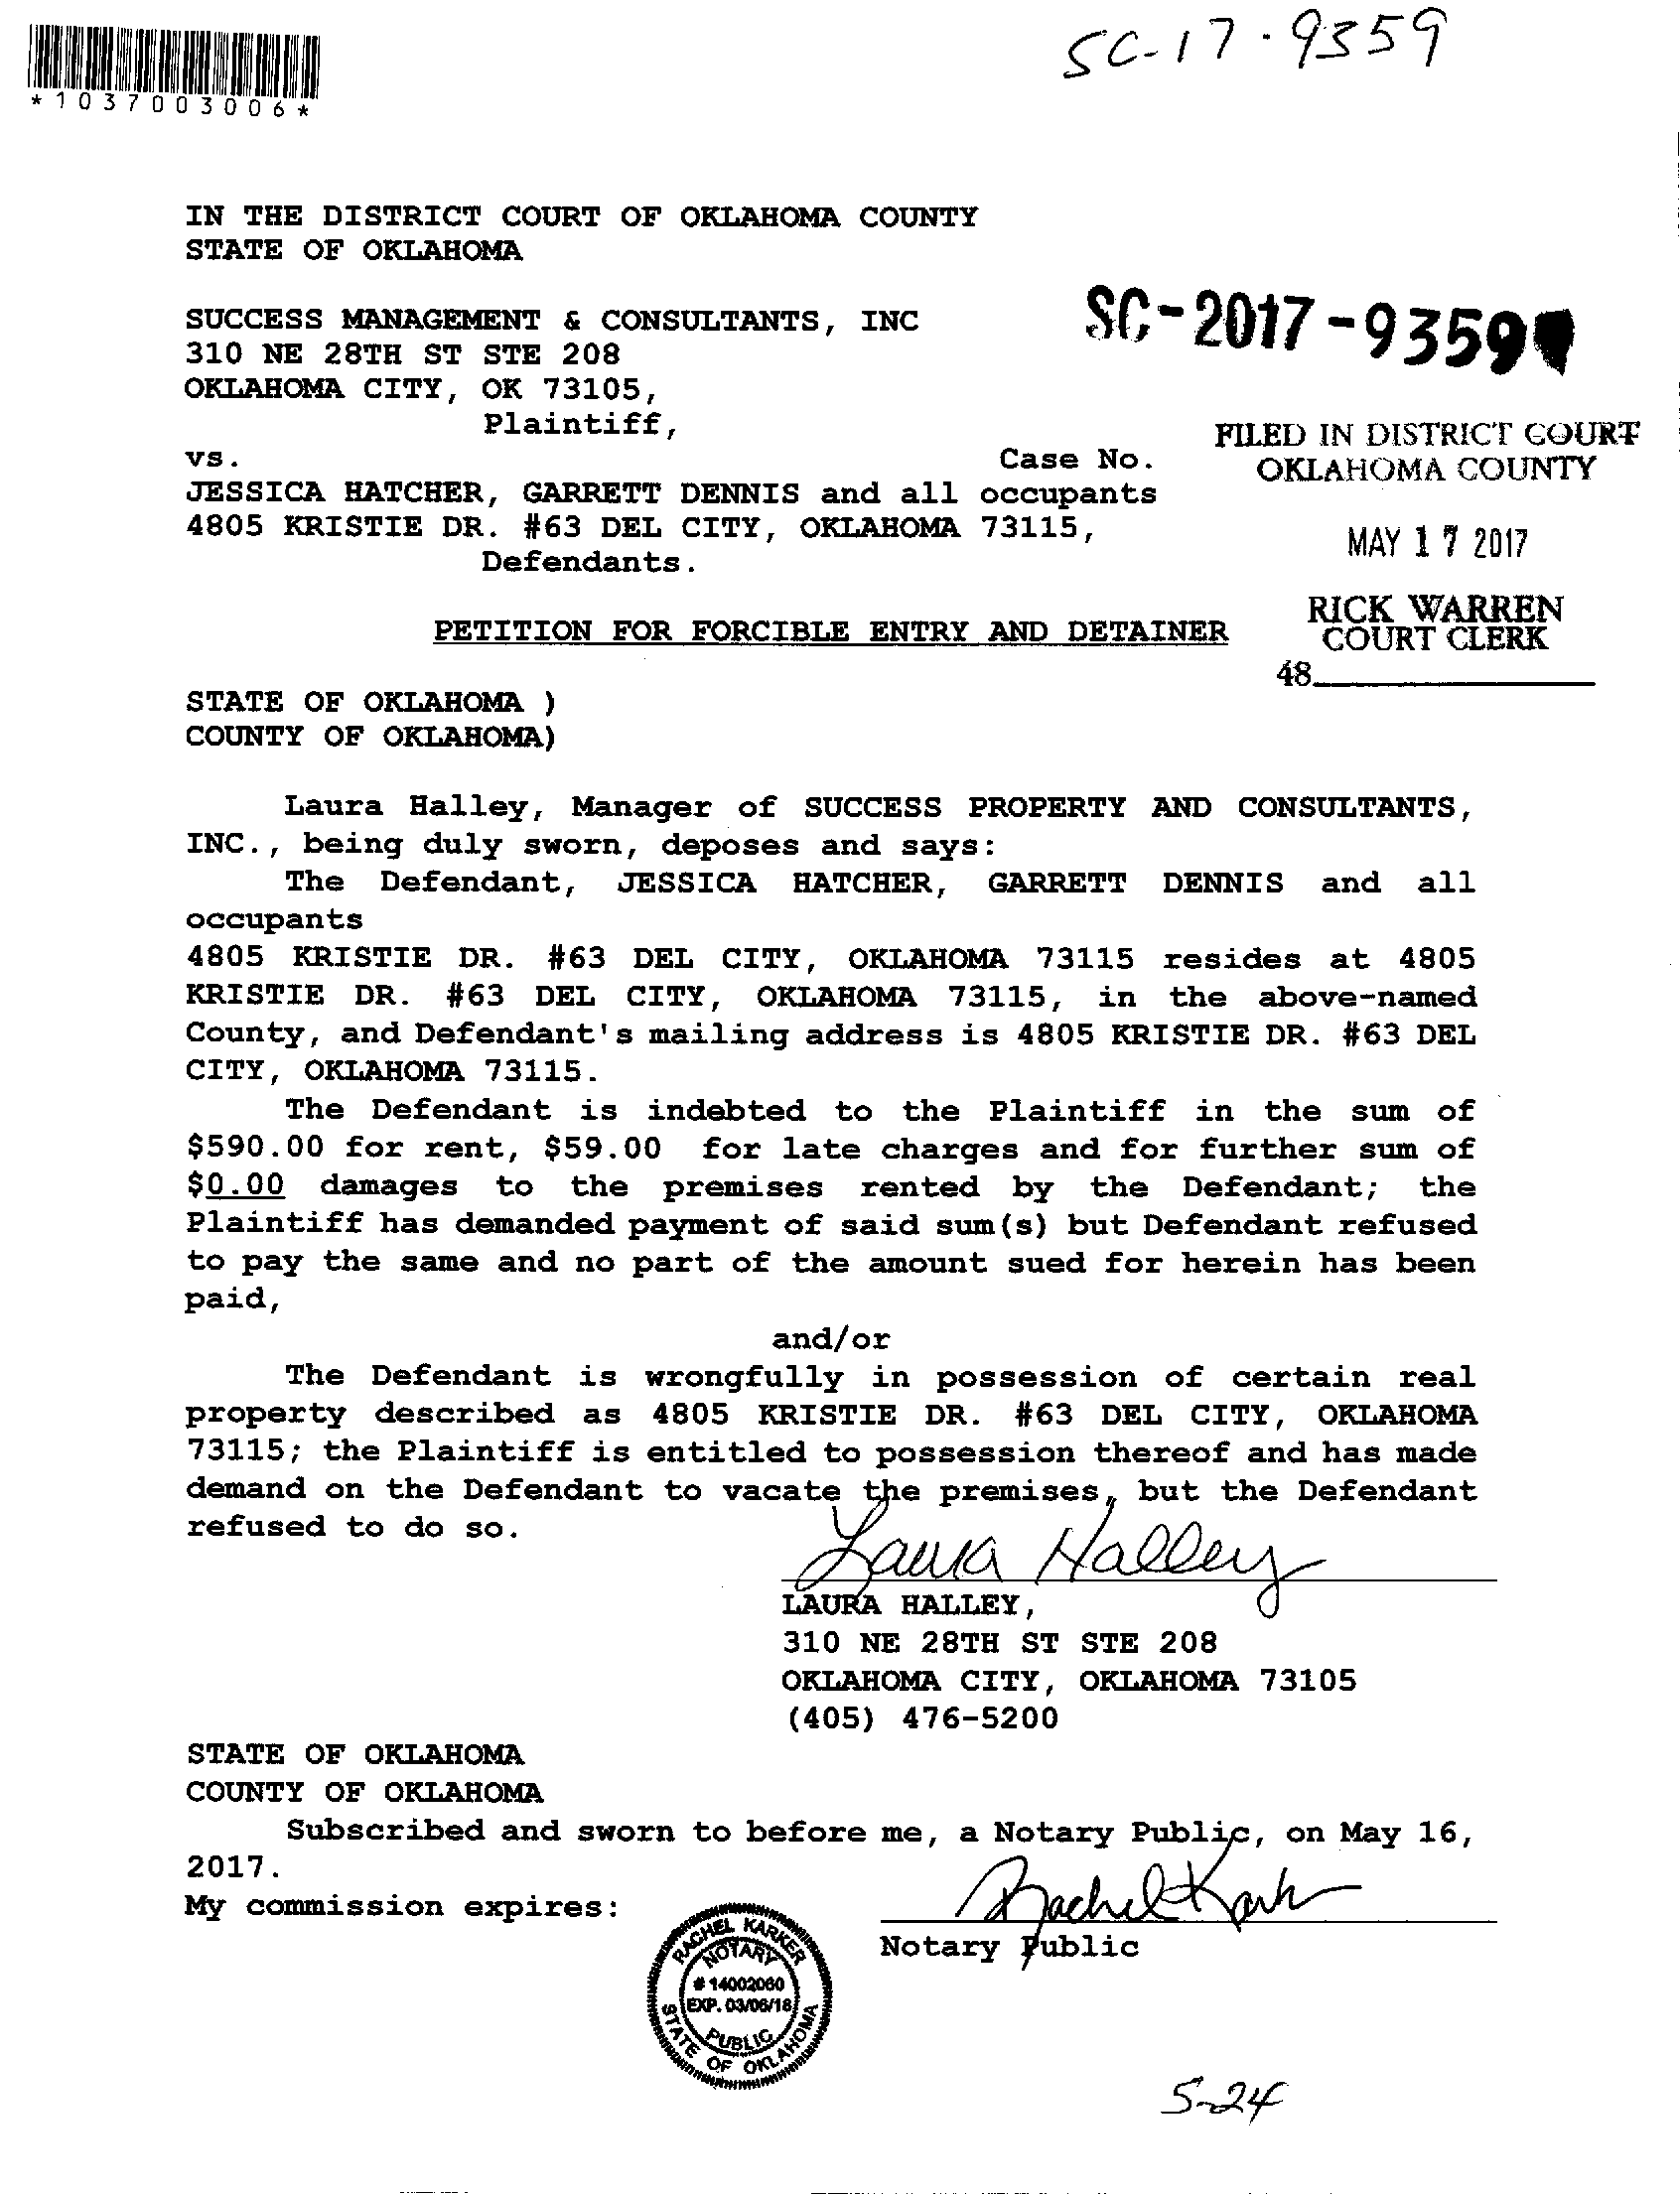 SC-17-9359
*1037003006*
IN THE DISTRICT COURT OF OKLAHOMA COUNTY
STATE OF OKLAHOMA
SUCCESS MANAGEMENT & CONSULTANTS, INC
310 NE 28TH ST STE 208
OKLAHOMA CITY, OK 73105,
Plaintiff,
SC-2017-9359
vs. Case No.
JESSICA HATCHER, GARRETT DENNIS and all occupants
4805 KRISTIE DR. #63 DEL CITY, OKLAHOMA 73115,
Defendants.
FILED IN DISTRICT COURT
OKLAHOMA COUNTY
MAY 17 2017
RICK WARREN
COURT CLERK
48
PETITION FOR FORCIBLE ENTRY AND DETAINER
STATE OF OKLAHOMA )
COUNTY OF OKLAHOMA)
Laura Halley, Manager of SUCCESS PROPERTY AND CONSULTANTS,
INC., being duly sworn, deposes and says:
The Defendant, JESSICA HATCHER, GARRETT DENNIS and all
occupants
4805 KRISTIE DR. #63 DEL CITY, OKLAHOMA 73115 resides at 4805
KRISTIE DR. #63 DEL CITY, OKLAHOMA 73115, in the above-named
County, and Defendant's mailing address is 4805 KRISTIE DR. #63 DEL
CITY, OKLAHOMA 73115.
The Defendant is indebted to the Plaintiff in the sum of
$590.00 for rent, $59.00 for late charges and for further sum of
$0.00 damages to the premises rented by the Defendant; the
Plaintiff has demanded payment of said sum(s) but Defendant refused
to pay the same and no part of the amount sued for herein has been
paid,
and/or
The Defendant is wrongfully in possession of certain real
property described as 4805 KRISTIE DR. #63 DEL CITY, OKLAHOMA
73115; the Plaintiff is entitled to possession thereof and has made
demand on the Defendant to vacate the premises, but the Defendant
refused to do so.
Laura Halley
LAURA HALLEY,
310 NE 28TH ST STE 208
OKLAHOMA CITY, OKLAHOMA 73105
(405) 476-5200
STATE OF OKLAHOMA
COUNTY OF OKLAHOMA
Subscribed and sworn to before me, a Notary Public, on May 16,
2017.
My commission expires:
Rachel Karker
Notary Public
RACHEL KARKER
NOTARY
# 14002060
EXP. 03/06/18
PUBLIC
STATE OF OKLAHOMA
5-24